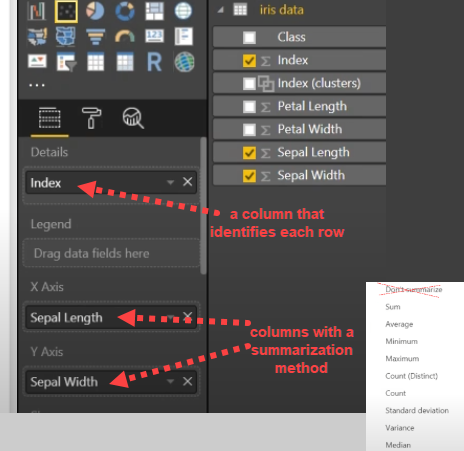 iris data
Class
Index
Index (clusters)
Petal Length
Petal Width
Sepal Length
Sepal Width
123
R
Details
Index
Legend
Drag data fields here
X Axis
Sepal Length
Y Axis
Sepal Width
a column that
identifies each row
columns with a
summarization
method
Don't summarize
Sum
Average
Minimum
Maximum
Count (Distinct)
Count
Standard deviation
Variance
Median